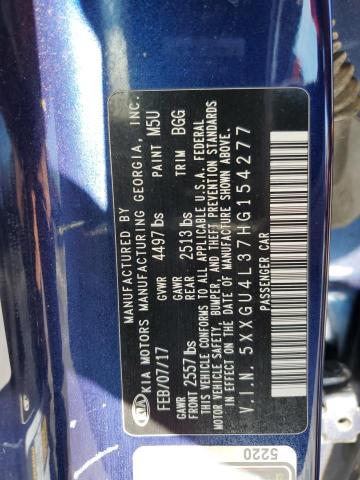 MANUFACTURED BY
KIA KIA MOTORS MANUFACTURING GEORGIA, INC.
FEB/07/17 GVWR 4497 lbs PAINT M5U
GAWR FRONT 2557 lbs GAWR REAR 2513 lbs TRIM BGG
THIS VEHICLE CONFORMS TO ALL APPLICABLE U.S.A. FEDERAL
MOTOR VEHICLE SAFETY, BUMPER, AND THEFT PREVENTION STANDARDS
IN EFFECT ON THE DATE OF MANUFACTURE SHOWN ABOVE.
V.I.N. 5XXGU4L37HG154277
PASSENGER CAR
5220